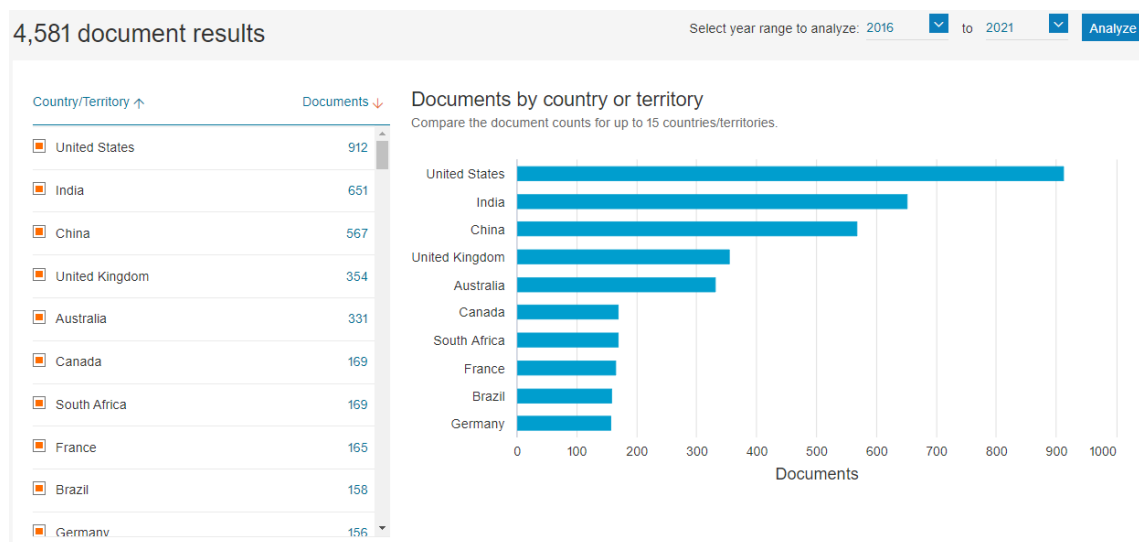 4,581 document results
Select year range to analyze: 2016 to 2021 Analyze
Country/Territory Documents
United States 912
India 651
China 567
United Kingdom 354
Australia 331
Canada 169
South Africa 169
France 165
Brazil 158
Germany 156
Documents by country or territory
Compare the document counts for up to 15 countries/territories.
United States
India
China
United Kingdom
Australia
Canada
South Africa
France
Brazil
Germany
0 100 200 300 400 500 600 700 800 900 1000
Documents